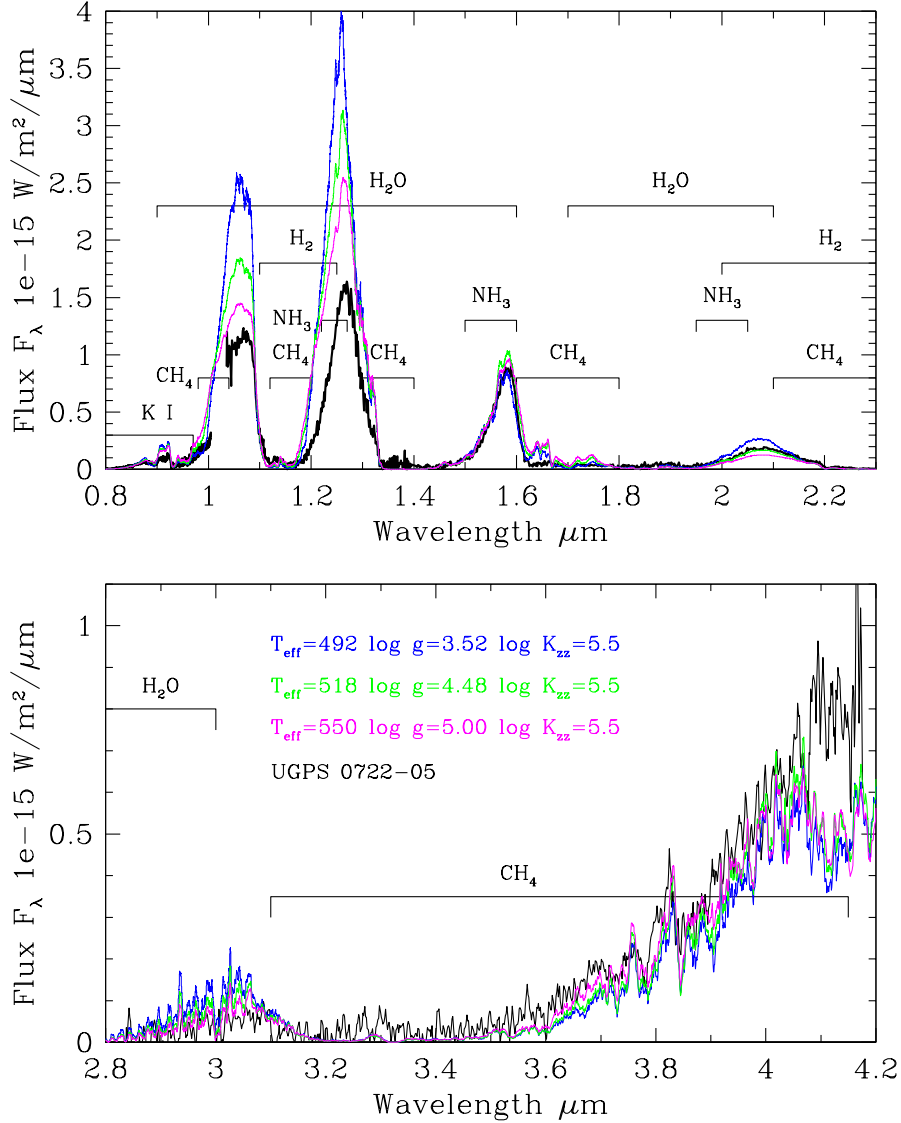 4
3.5
3
2.5
2
1.5
1
0.5
0
Flux F_λ 1e−15 W/m²/μm
H₂O
H₂O
H₂
H₂
NH₃
NH₃
NH₃
CH₄
CH₄
CH₄
CH₄
CH₄
K I
0.8 1 1.2 1.4 1.6 1.8 2 2.2
Wavelength μm
1
0.5
0
Flux F_λ 1e−15 W/m²/μm
H₂O
T_eff=492 log g=3.52 log K_zz=5.5
T_eff=518 log g=4.48 log K_zz=5.5
T_eff=550 log g=5.00 log K_zz=5.5
UGPS 0722−05
CH₄
2.8 3 3.2 3.4 3.6 3.8 4 4.2
Wavelength μm